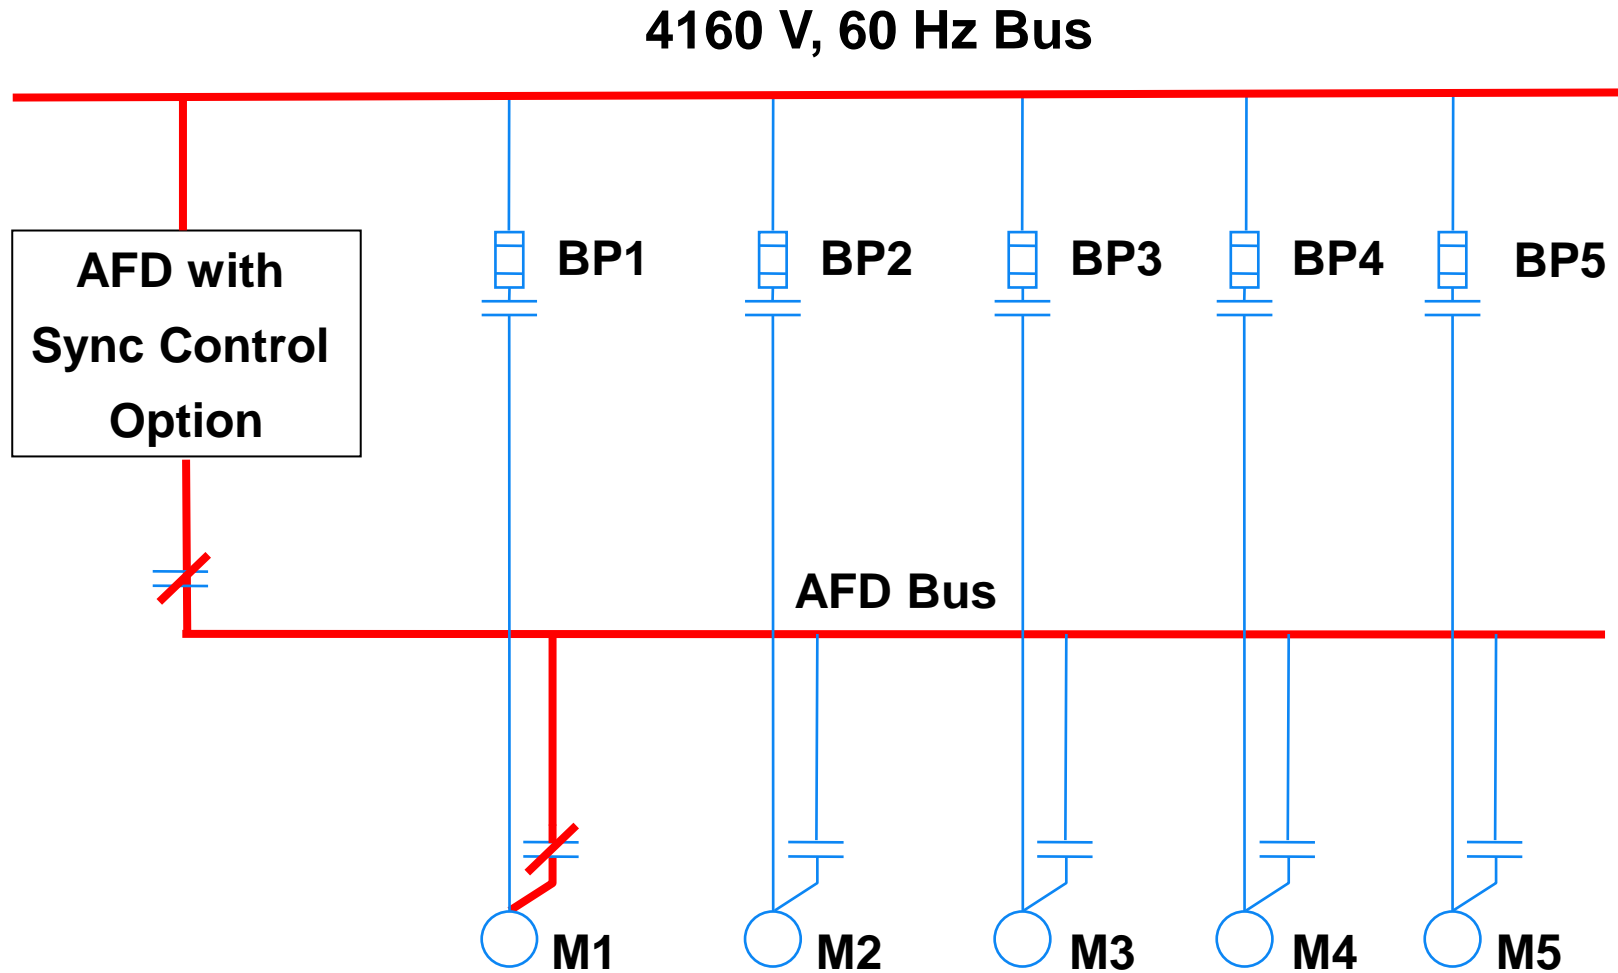 4160 V, 60 Hz Bus
AFD with
Sync Control
Option
BP1
BP2
BP3
BP4
BP5
AFD Bus
M1
M2
M3
M4
M5